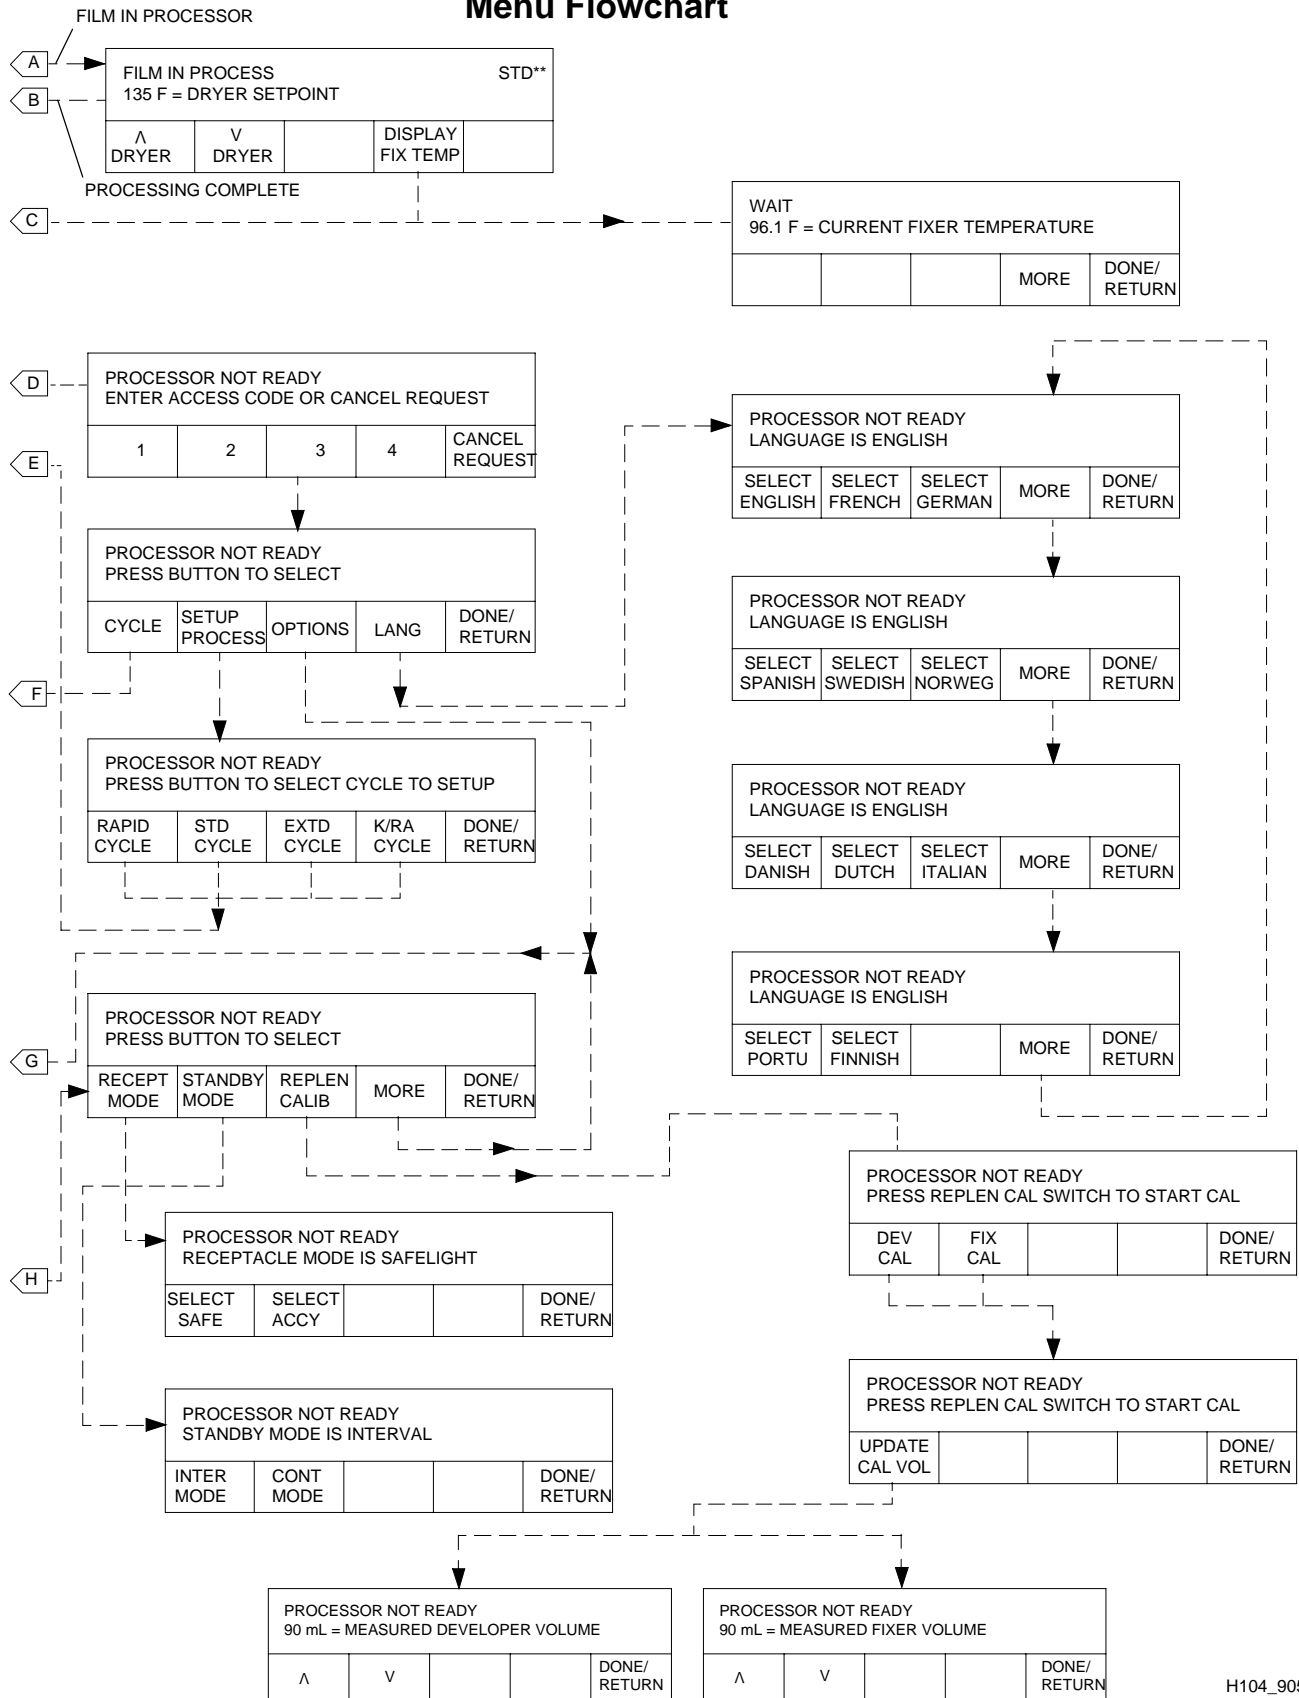 Menu Flowchart
FILM IN PROCESSOR
A
FILM IN PROCESS STD**
135 F = DRYER SETPOINT
B
Λ DRYER
V DRYER
DISPLAY FIX TEMP
PROCESSING COMPLETE
C
WAIT
96.1 F = CURRENT FIXER TEMPERATURE
MORE
DONE/ RETURN
D
PROCESSOR NOT READY
ENTER ACCESS CODE OR CANCEL REQUEST
1
2
3
4
CANCEL REQUEST
E
PROCESSOR NOT READY
PRESS BUTTON TO SELECT
CYCLE
SETUP PROCESS
OPTIONS
LANG
DONE/ RETURN
F
PROCESSOR NOT READY
PRESS BUTTON TO SELECT CYCLE TO SETUP
RAPID CYCLE
STD CYCLE
EXTD CYCLE
K/RA CYCLE
DONE/ RETURN
PROCESSOR NOT READY
PRESS BUTTON TO SELECT
G
RECEPT MODE
STANDBY MODE
REPLEN CALIB
MORE
DONE/ RETURN
PROCESSOR NOT READY
RECEPTACLE MODE IS SAFELIGHT
H
SELECT SAFE
SELECT ACCY
DONE/ RETURN
PROCESSOR NOT READY
STANDBY MODE IS INTERVAL
INTER MODE
CONT MODE
DONE/ RETURN
PROCESSOR NOT READY
LANGUAGE IS ENGLISH
SELECT ENGLISH
SELECT FRENCH
SELECT GERMAN
MORE
DONE/ RETURN
PROCESSOR NOT READY
LANGUAGE IS ENGLISH
SELECT SPANISH
SELECT SWEDISH
SELECT NORWEG
MORE
DONE/ RETURN
PROCESSOR NOT READY
LANGUAGE IS ENGLISH
SELECT DANISH
SELECT DUTCH
SELECT ITALIAN
MORE
DONE/ RETURN
PROCESSOR NOT READY
LANGUAGE IS ENGLISH
SELECT PORTU
SELECT FINNISH
MORE
DONE/ RETURN
PROCESSOR NOT READY
PRESS REPLEN CAL SWITCH TO START CAL
DEV CAL
FIX CAL
DONE/ RETURN
PROCESSOR NOT READY
PRESS REPLEN CAL SWITCH TO START CAL
UPDATE CAL VOL
DONE/ RETURN
PROCESSOR NOT READY
90 mL = MEASURED DEVELOPER VOLUME
Λ
V
DONE/ RETURN
PROCESSOR NOT READY
90 mL = MEASURED FIXER VOLUME
Λ
V
DONE/ RETURN